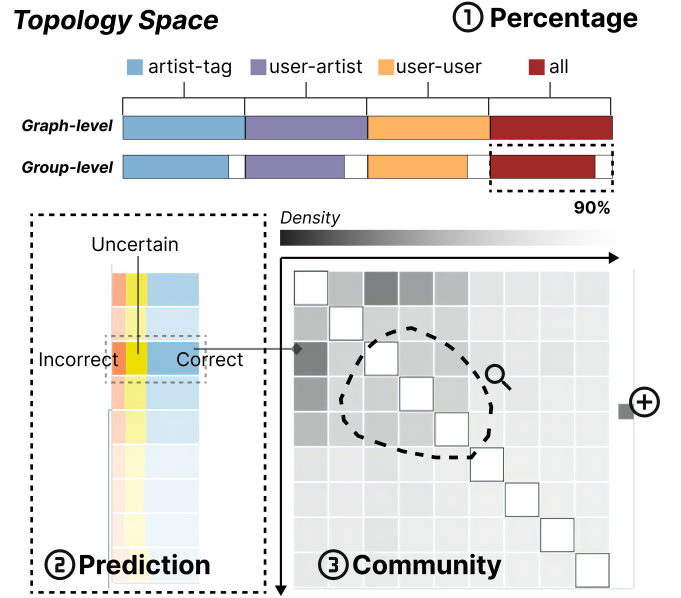 Topology Space
① Percentage
artist-tag
user-artist
user-user
all
Graph-level
Group-level
90%
Density
Uncertain
Incorrect
Correct
② Prediction
③ Community